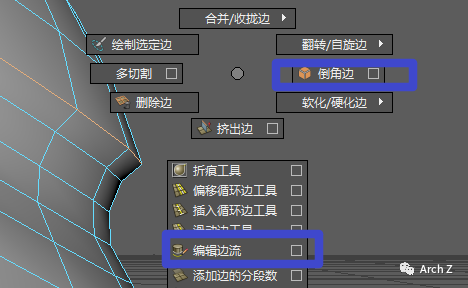 合并/收拢边
绘制选定边
翻转/自旋边
多切割
倒角边
删除边
软化/硬化边
挤出边
折痕工具
偏移循环边工具
插入循环边工具
滑动边工具
编辑边流
添加边的分段数
Arch Z